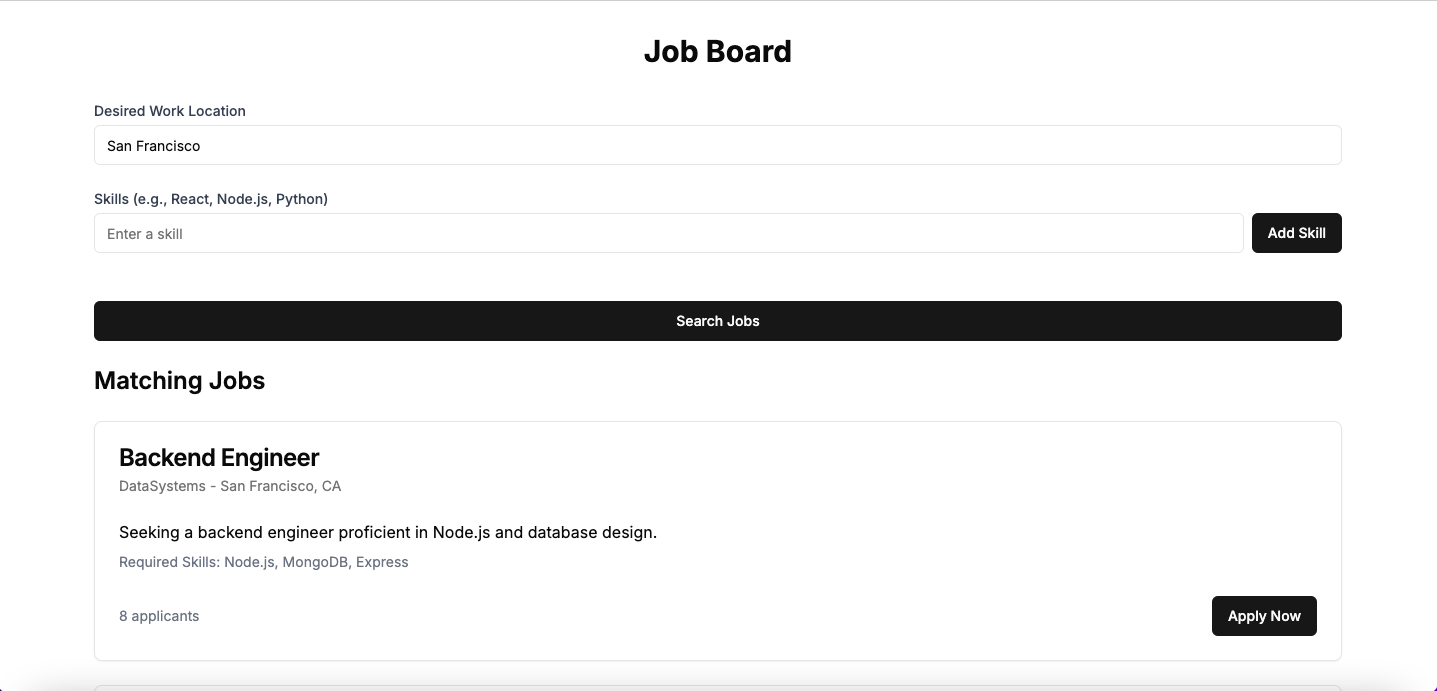 Job Board
Desired Work Location
San Francisco
Skills (e.g., React, Node.js, Python)
Enter a skill
Add Skill
Search Jobs
Matching Jobs
Backend Engineer
DataSystems - San Francisco, CA
Seeking a backend engineer proficient in Node.js and database design.
Required Skills: Node.js, MongoDB, Express
8 applicants
Apply Now